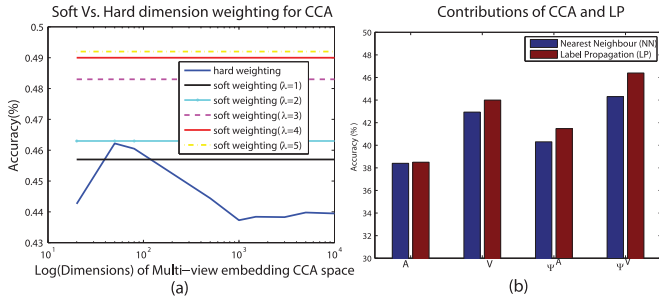 Soft Vs. Hard dimension weighting for CCA
0.5
0.49
0.48
0.47
0.46
0.45
0.44
0.43
Accuracy(%)
hard weighting
soft weighting (λ=1)
soft weighting (λ=2)
soft weighting(λ=3)
soft weighting (λ=4)
soft weighting (λ=5)
10^1 10^2 10^3 10^4
Log(Dimensions) of Multi−view embedding CCA space
(a)
Contributions of CCA and LP
50
48
46
44
42
40
38
36
34
32
30
Accuracy (%)
Nearest Neighbour (NN)
Label Propagation (LP)
A V Ψ^A Ψ^V
(b)